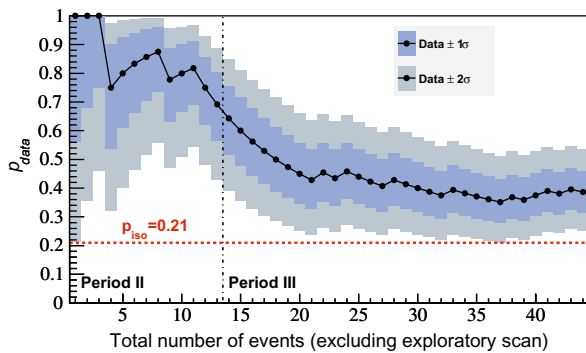 1
0.9
0.8
0.7
0.6
0.5
0.4
0.3
0.2
0.1
0
p_data
Data ± 1σ
Data ± 2σ
p_iso=0.21
Period II
Period III
5 10 15 20 25 30 35 40
Total number of events (excluding exploratory scan)